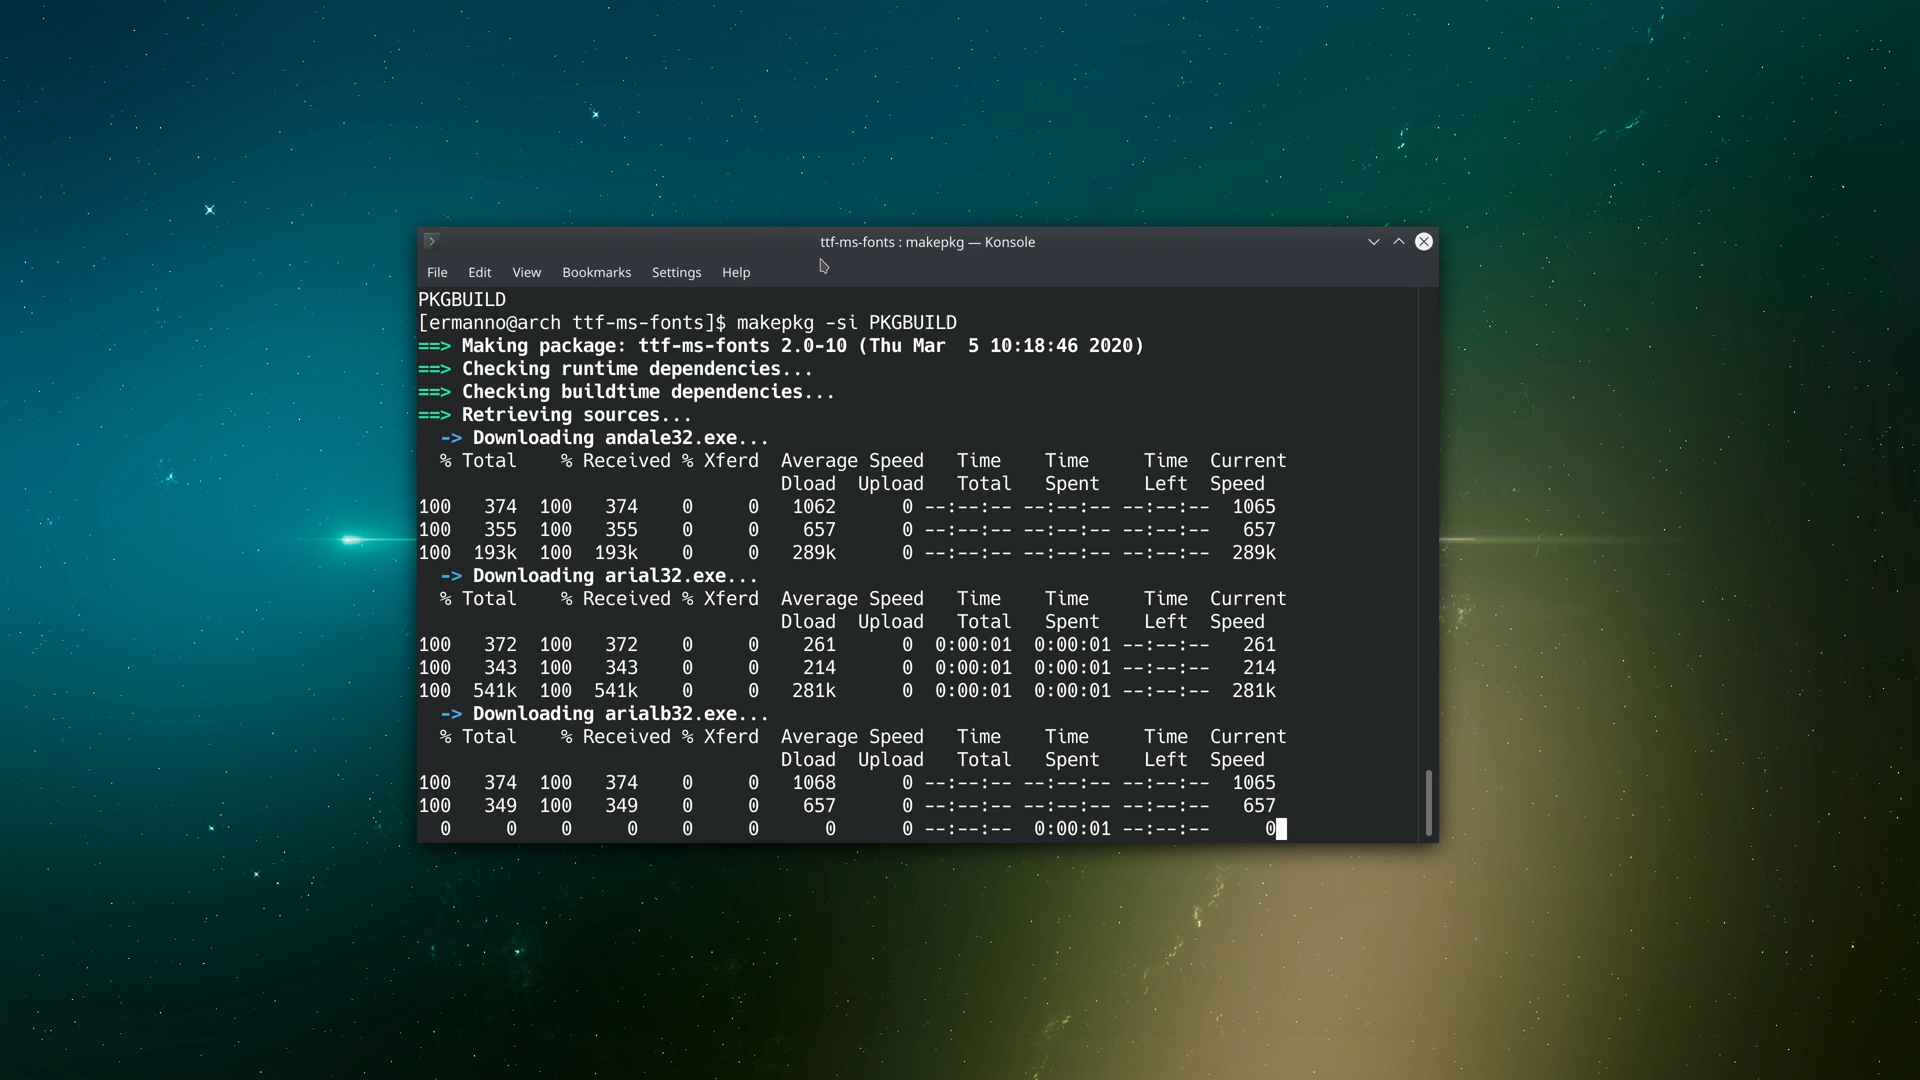 ttf-ms-fonts : makepkg — Konsole
File Edit View Bookmarks Settings Help
PKGBUILD
[ermanno@arch ttf-ms-fonts]$ makepkg -si PKGBUILD
==> Making package: ttf-ms-fonts 2.0-10 (Thu Mar  5 10:18:46 2020)
==> Checking runtime dependencies...
==> Checking buildtime dependencies...
==> Retrieving sources...
  -> Downloading andale32.exe...
  % Total    % Received % Xferd  Average Speed   Time    Time     Time  Current
                                 Dload  Upload   Total   Spent    Left  Speed
100   374  100   374    0     0   1062      0 --:--:-- --:--:-- --:--:--  1065
100   355  100   355    0     0    657      0 --:--:-- --:--:-- --:--:--   657
100  193k  100  193k    0     0   289k      0 --:--:-- --:--:-- --:--:--  289k
  -> Downloading arial32.exe...
  % Total    % Received % Xferd  Average Speed   Time    Time     Time  Current
                                 Dload  Upload   Total   Spent    Left  Speed
100   372  100   372    0     0    261      0  0:00:01  0:00:01 --:--:--   261
100   343  100   343    0     0    214      0  0:00:01  0:00:01 --:--:--   214
100  541k  100  541k    0     0   281k      0  0:00:01  0:00:01 --:--:--  281k
  -> Downloading arialb32.exe...
  % Total    % Received % Xferd  Average Speed   Time    Time     Time  Current
                                 Dload  Upload   Total   Spent    Left  Speed
100   374  100   374    0     0   1068      0 --:--:-- --:--:-- --:--:--  1065
100   349  100   349    0     0    657      0 --:--:-- --:--:-- --:--:--   657
  0     0    0     0    0     0      0      0 --:--:--  0:00:01 --:--:--     0